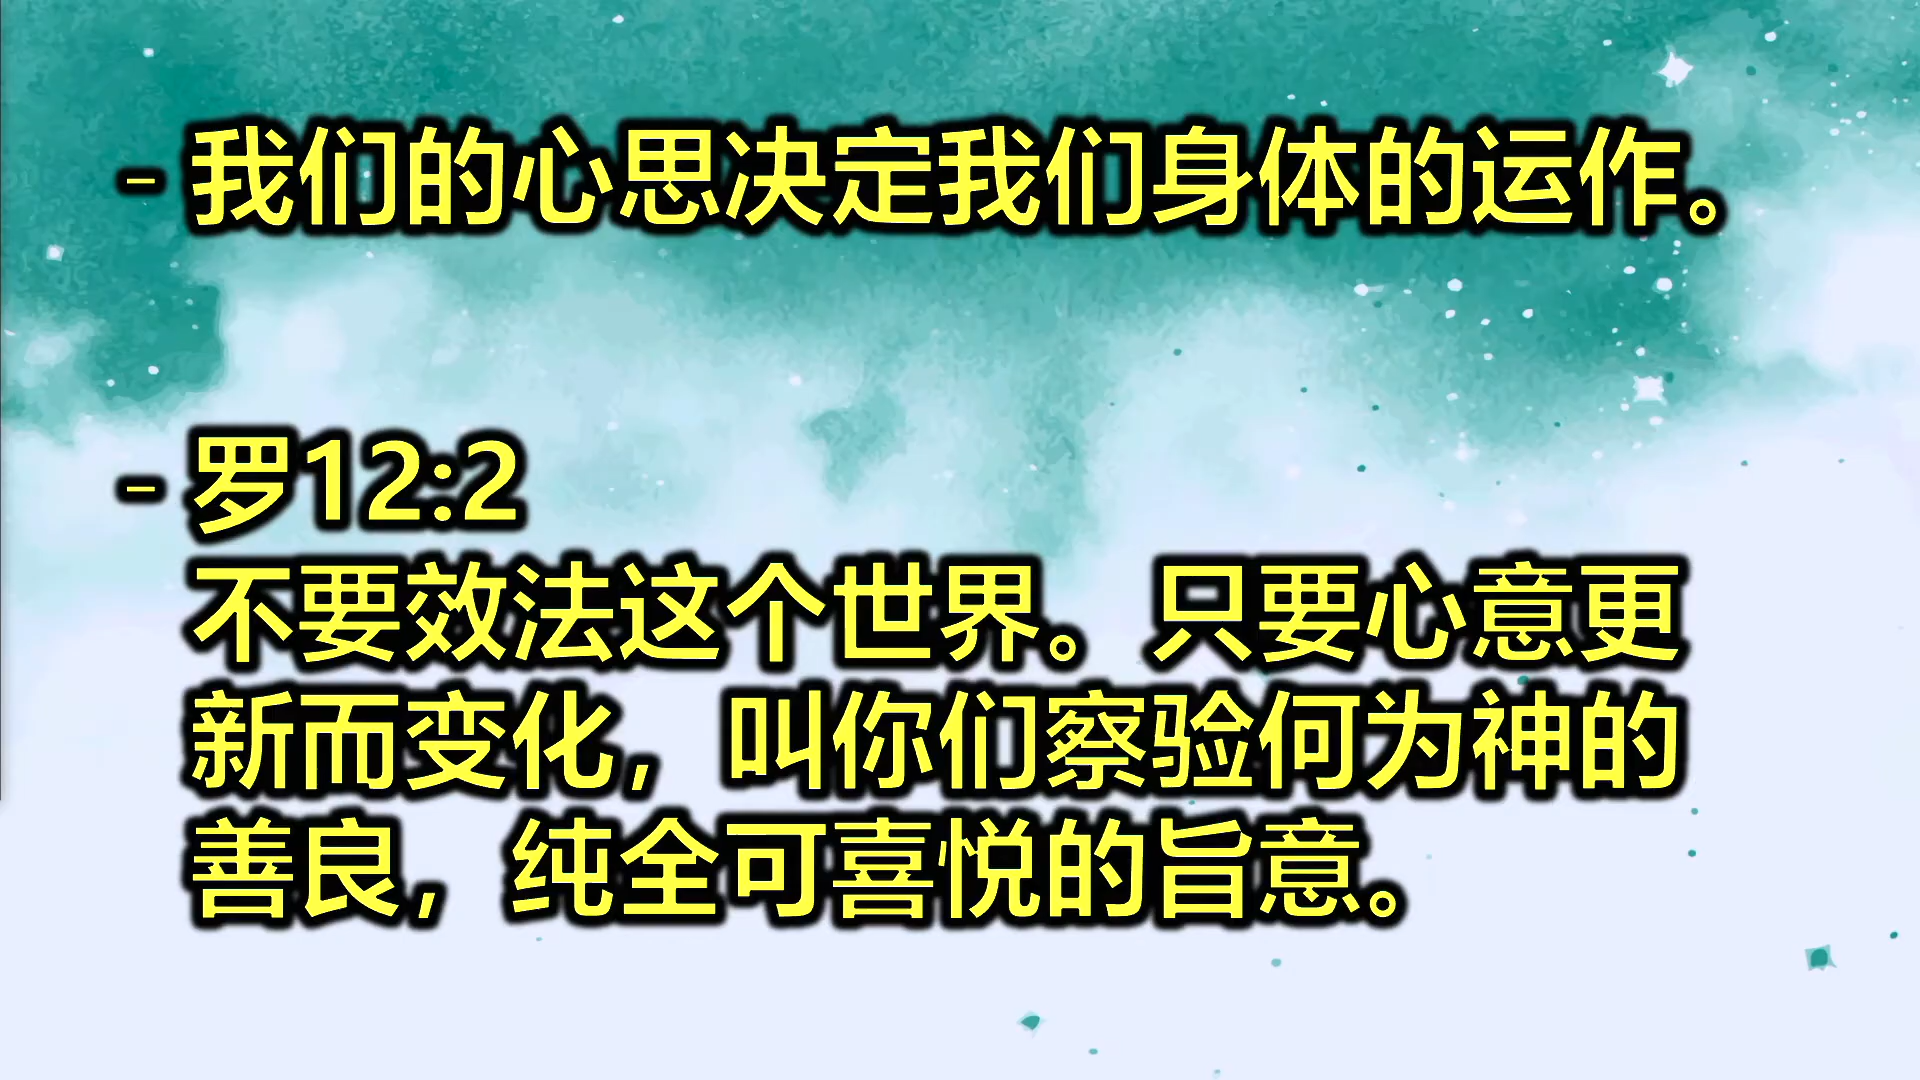 - 我们的心思决定我们身体的运作。
- 罗12:2
不要效法这个世界。只要心意更
新而变化，叫你们察验何为神的
善良，纯全可喜悦的旨意。